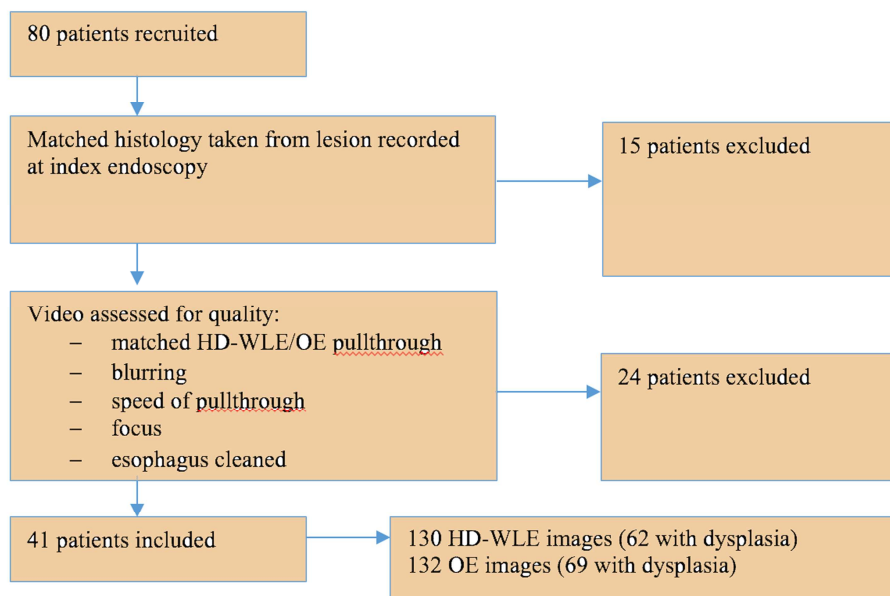 80 patients recruited
Matched histology taken from lesion recorded
at index endoscopy
15 patients excluded
Video assessed for quality:
– matched HD-WLE/OE pullthrough
– blurring
– speed of pullthrough
– focus
– esophagus cleaned
24 patients excluded
41 patients included
130 HD-WLE images (62 with dysplasia)
132 OE images (69 with dysplasia)